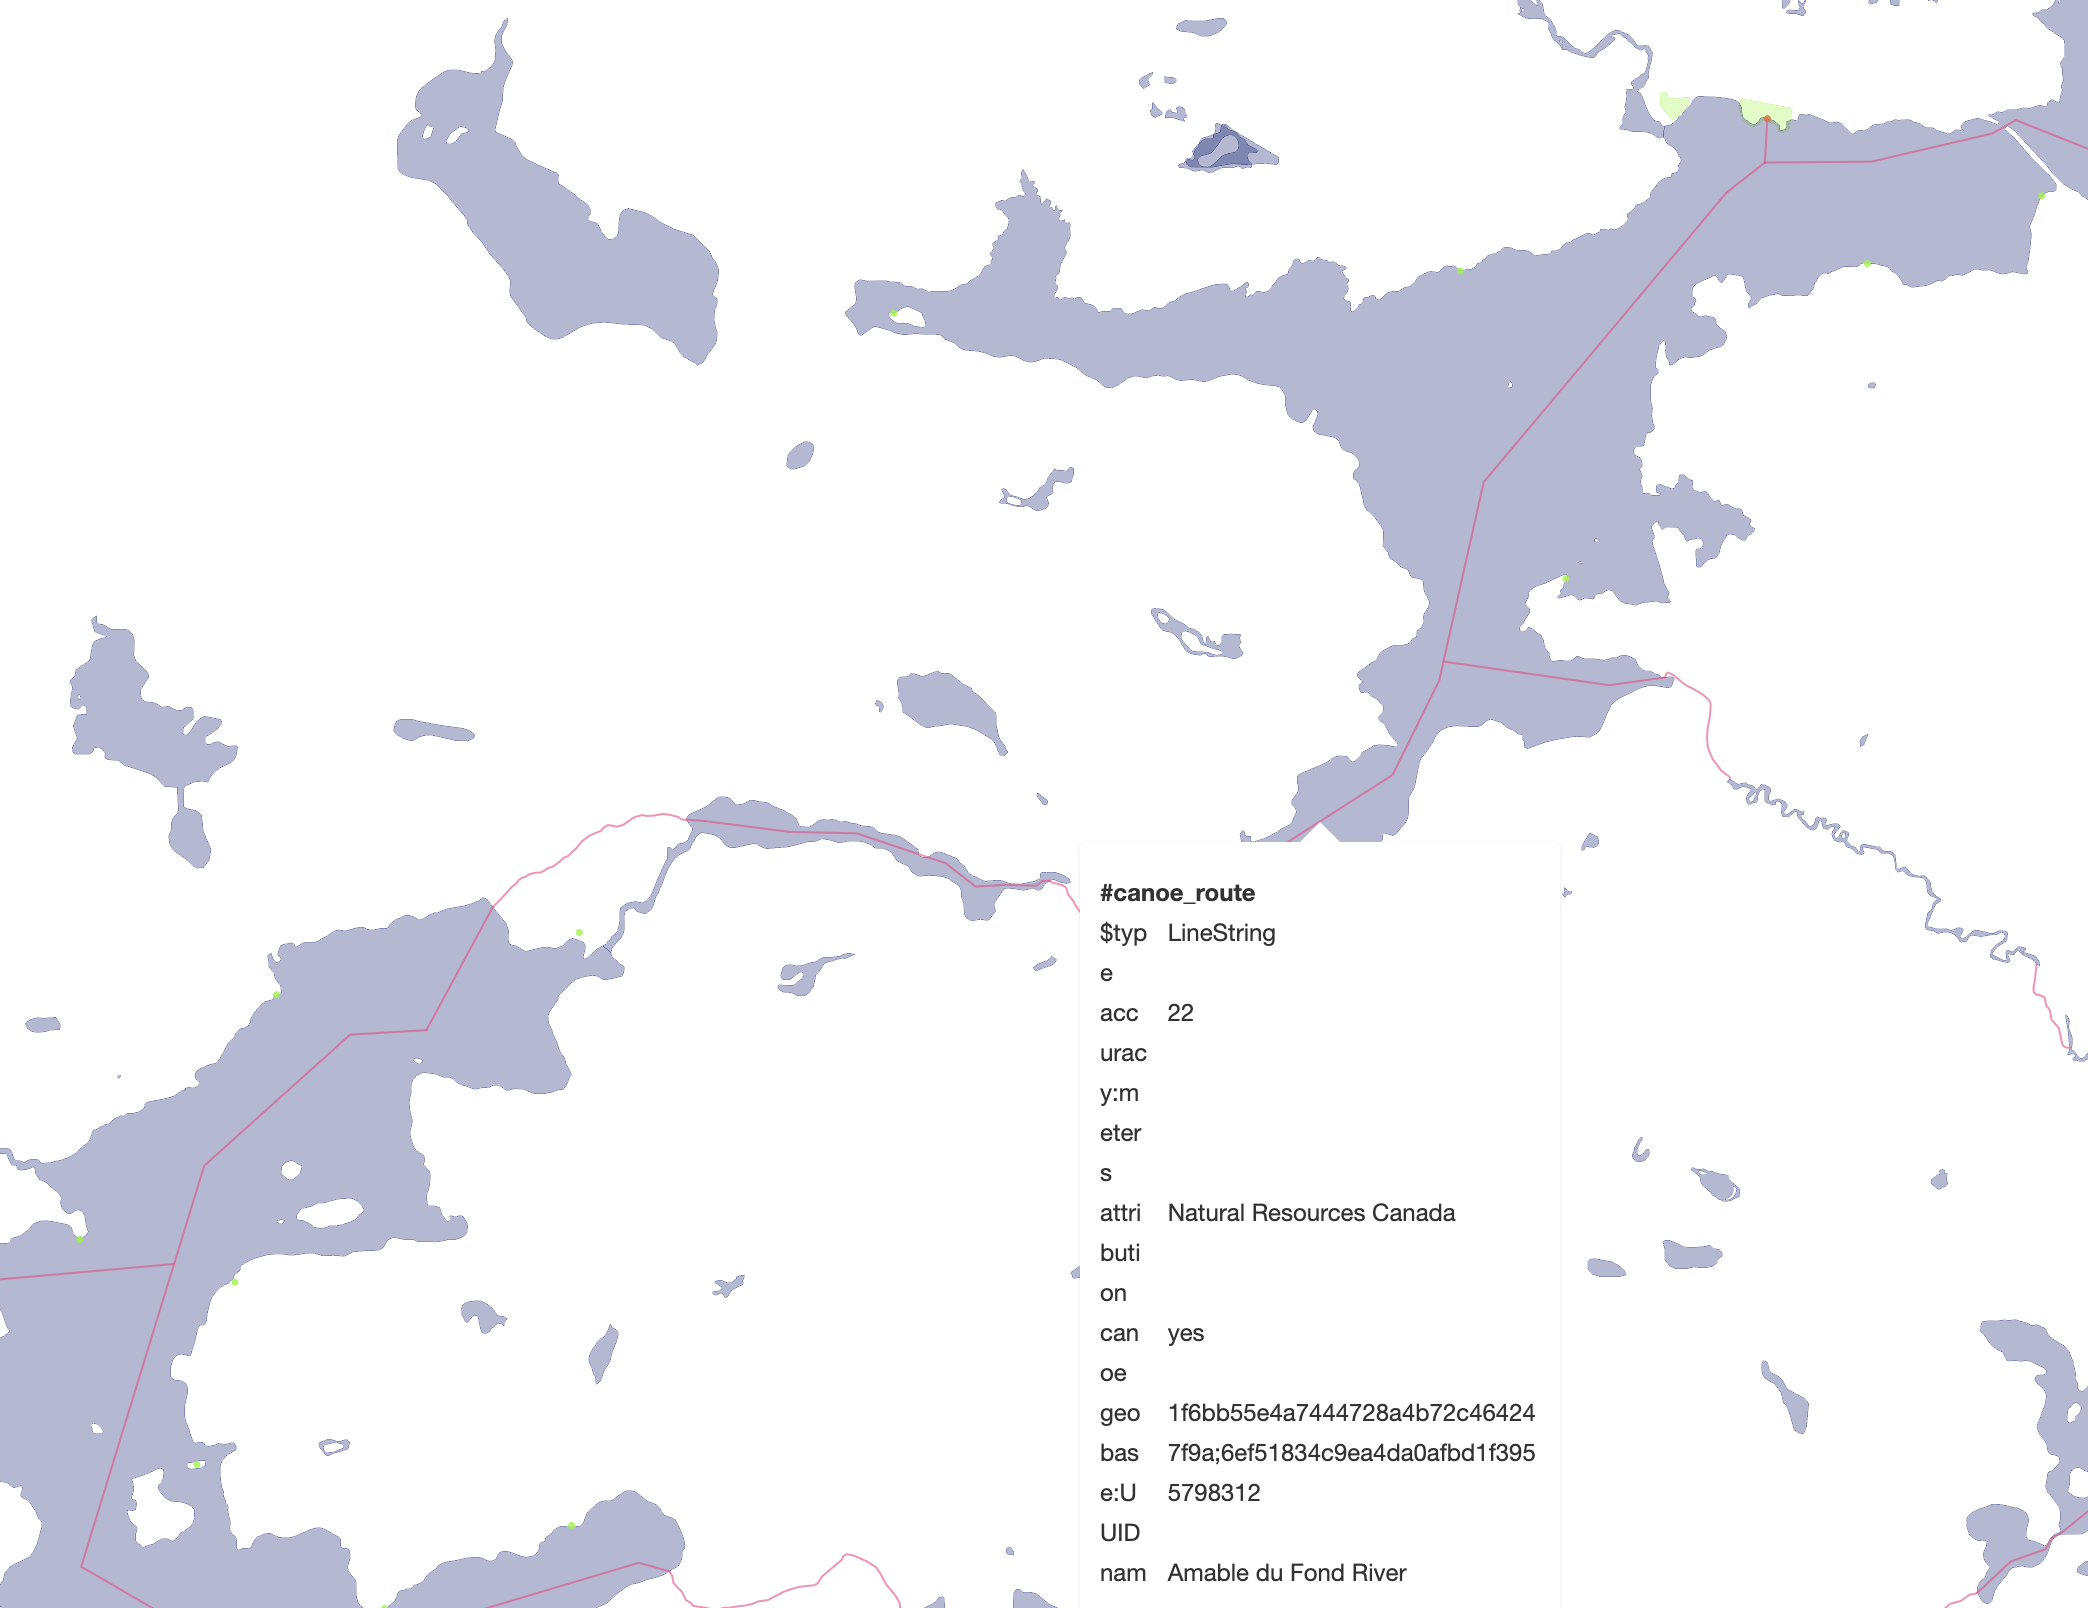 #canoe_route
$typ LineString
e
acc 22
urac
y:m
eter
s
attri Natural Resources Canada
buti
on
can yes
oe
geo 1f6bb55e4a7444728a4b72c46424
bas 7f9a;6ef51834c9ea4da0afbd1f395
e:U 5798312
UID
nam Amable du Fond River